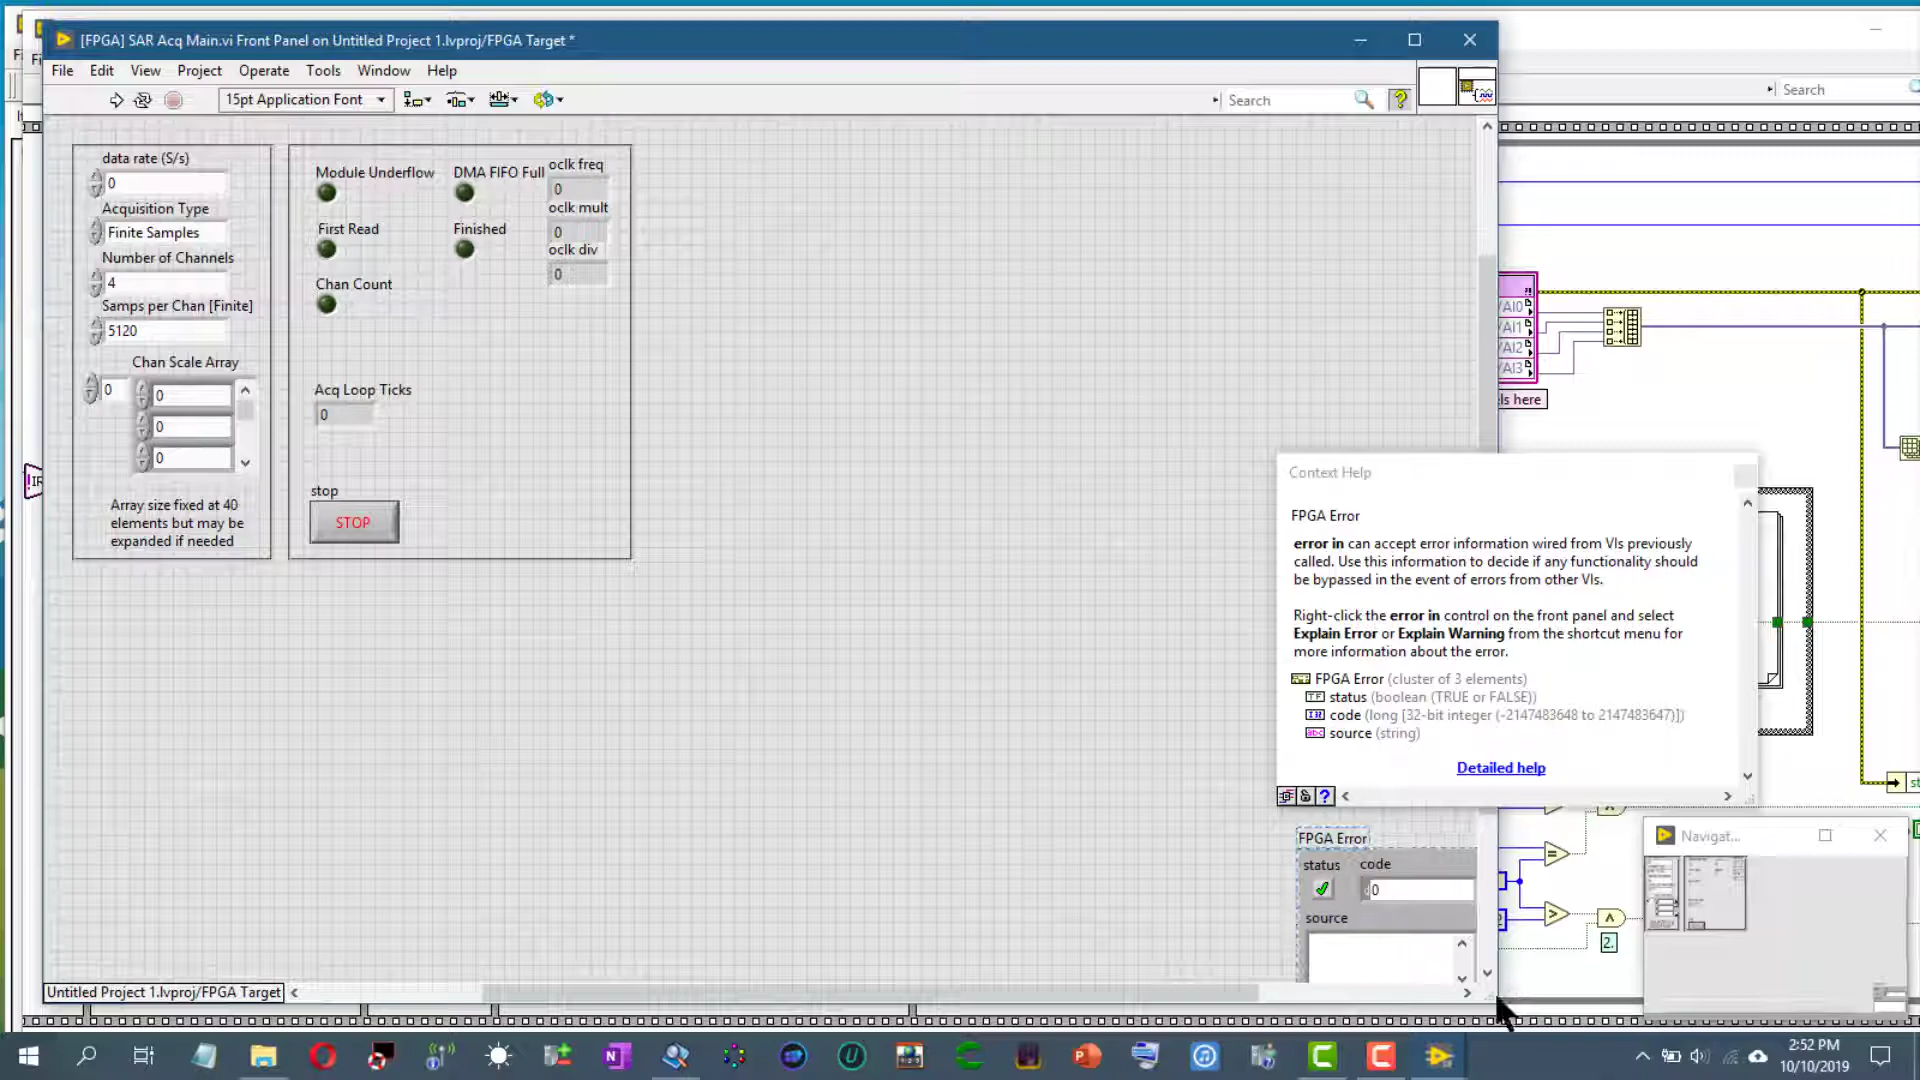 [FPGA] SAR Acq Main.vi Front Panel on Untitled Project 1.lvproj/FPGA Target *
File Edit View Project Operate Tools Window Help
15pt Application Font
Search
Search
data rate (S/s)
0
Acquisition Type
Finite Samples
Number of Channels
4
Samps per Chan [Finite]
5120
Chan Scale Array
0
0
0
0
Array size fixed at 40
elements but may be
expanded if needed
Module Underflow
DMA FIFO Full
First Read
Finished
Chan Count
oclk freq
0
oclk mult
0
oclk div
0
Acq Loop Ticks
0
stop
STOP
/AI0
/AI1
/AI2
/AI3
ls here
Context Help
FPGA Error
error in can accept error information wired from VIs previously
called. Use this information to decide if any functionality should
be bypassed in the event of errors from other VIs.
Right-click the error in control on the front panel and select
Explain Error or Explain Warning from the shortcut menu for
more information about the error.
FPGA Error (cluster of 3 elements)
TF status (boolean (TRUE or FALSE))
code (long [32-bit integer (-2147483648 to 2147483647)])
abc source (string)
Detailed help
FPGA Error
status
code
0
source
st
2.
Navigat...
Untitled Project 1.lvproj/FPGA Target
2:52 PM
10/10/2019